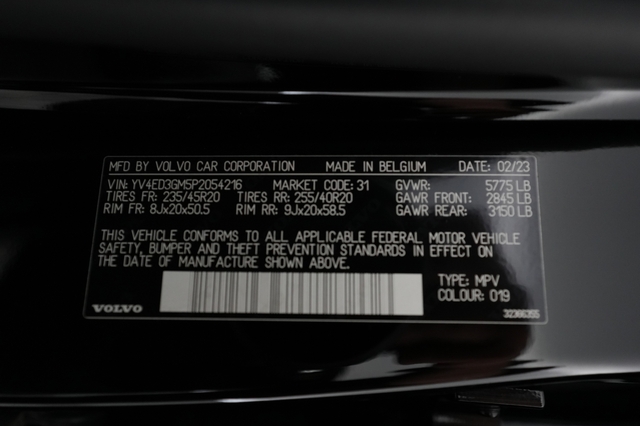 MFD BY VOLVO CAR CORPORATION MADE IN BELGIUM DATE: 02/23
VIN: YV4ED3GM5P2054216 MARKET CODE: 31 GVWR: 5775 LB
TIRES FR: 235/45R20 TIRES RR: 255/40R20 GAWR FRONT: 2845 LB
RIM FR: 8Jx20x50.5 RIM RR: 9Jx20x58.5 GAWR REAR: 3150 LB
THIS VEHICLE CONFORMS TO ALL APPLICABLE FEDERAL MOTOR VEHICLE
SAFETY, BUMPER AND THEFT PREVENTION STANDARDS IN EFFECT ON
THE DATE OF MANUFACTURE SHOWN ABOVE.
TYPE: MPV
COLOUR: 019
VOLVO 32366355